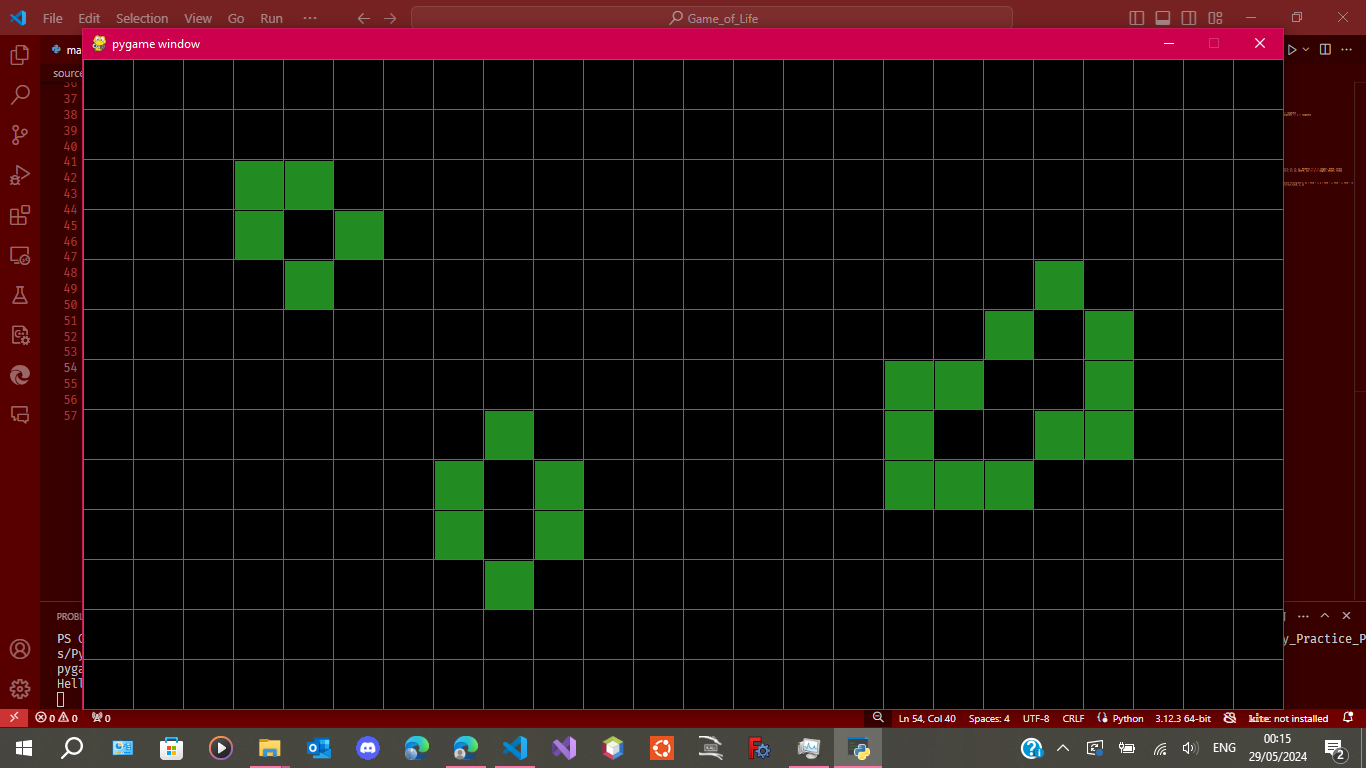 File Edit Selection View Go Run ··· Game_of_Life
pygame window
ma
source
36
37
38
39
40
41
42
43
44
45
46
47
48
49
50
51
52
53
54
55
56
57
PROBL
PS C
y_Practice_P
s/Py
pyga
Hell
0 0 0 Ln 54, Col 40 Spaces: 4 UTF-8 CRLF Python 3.12.3 64-bit kite: not installed
ENG 00:15
29/05/2024 2